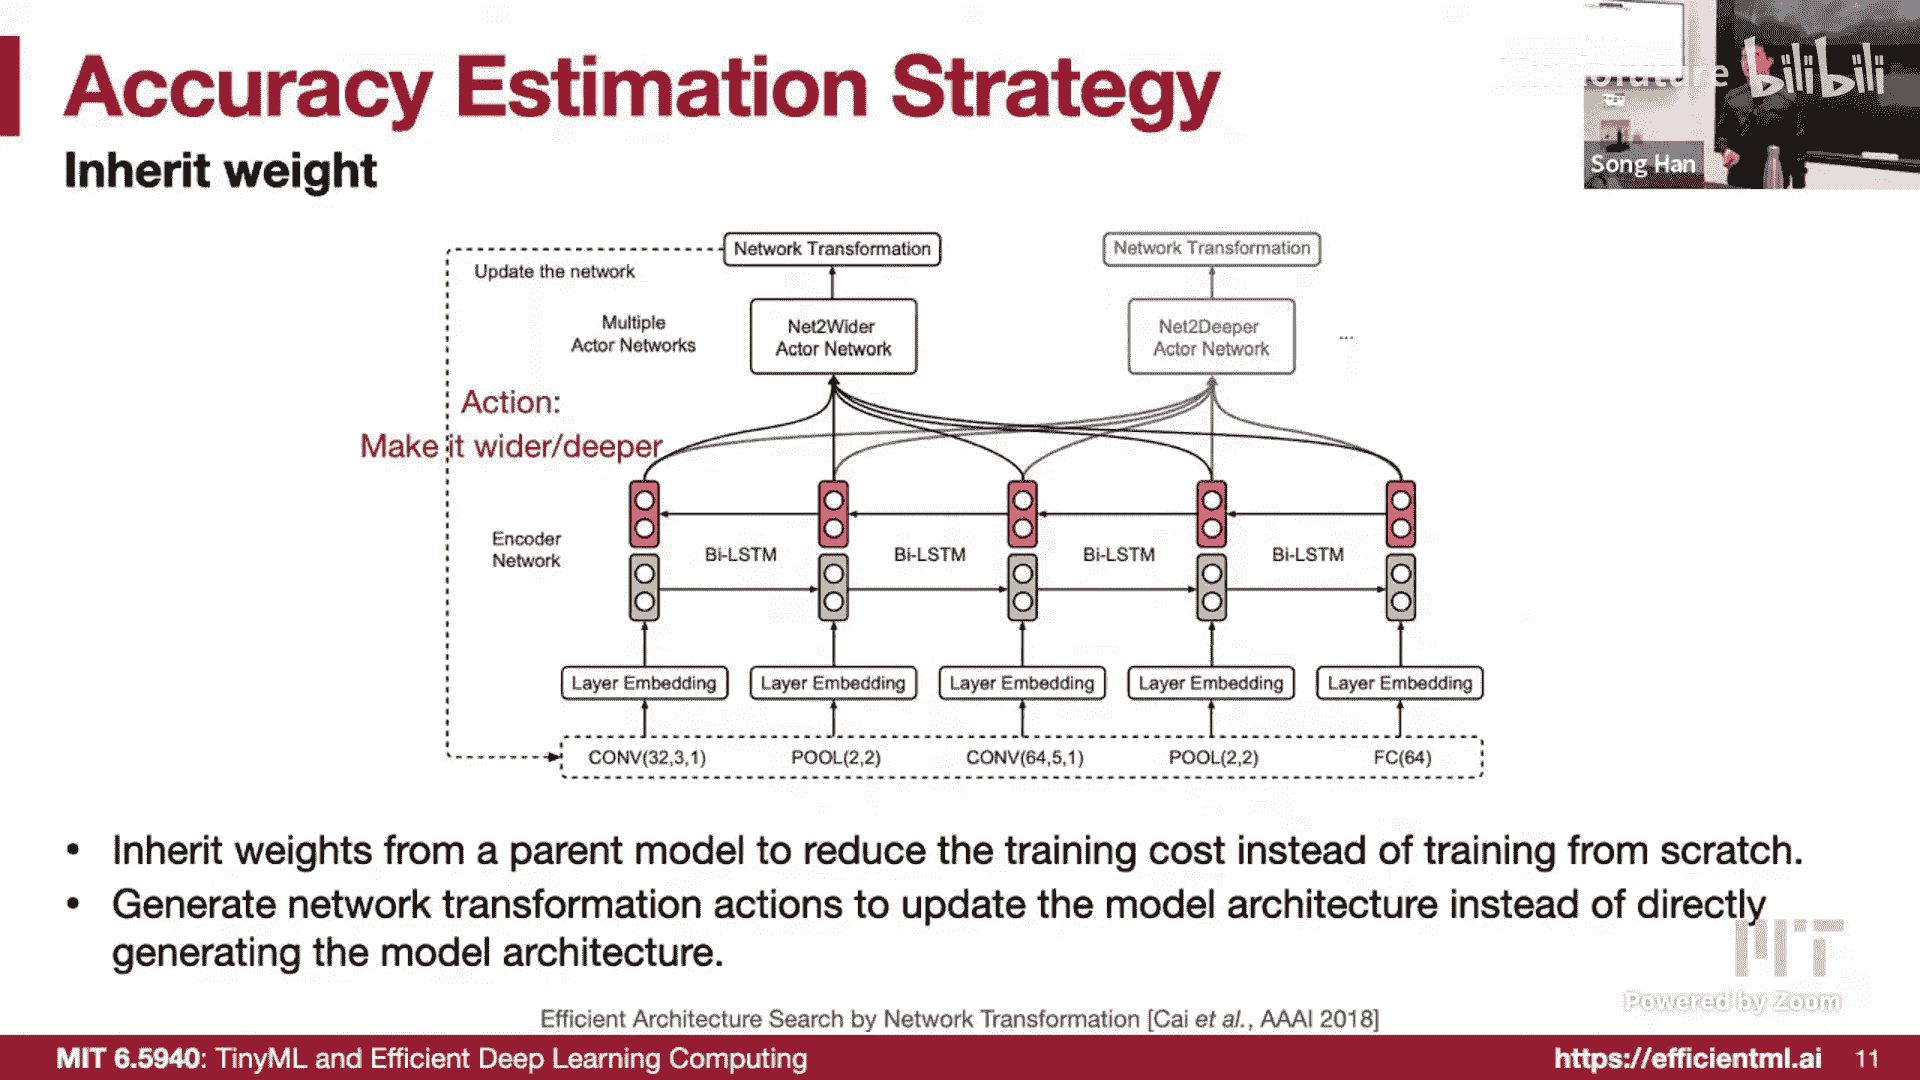 Accuracy Estimation Strategy
Inherit weight
bilibili
Song Han
Network Transformation
Network Transformation
Update the network
Multiple
Actor Networks
Net2Wider
Actor Network
Net2Deeper
Actor Network
...
Action:
Make it wider/deeper
Encoder
Network
Bi-LSTM
Bi-LSTM
Bi-LSTM
Bi-LSTM
Layer Embedding
Layer Embedding
Layer Embedding
Layer Embedding
Layer Embedding
CONV(32,3,1)
POOL(2,2)
CONV(64,5,1)
POOL(2,2)
FC(64)
• Inherit weights from a parent model to reduce the training cost instead of training from scratch.
• Generate network transformation actions to update the model architecture instead of directly
generating the model architecture.
MIT
Powered by Zoom
Efficient Architecture Search by Network Transformation [Cai et al., AAAI 2018]
MIT 6.5940: TinyML and Efficient Deep Learning Computing
https://efficientml.ai
11